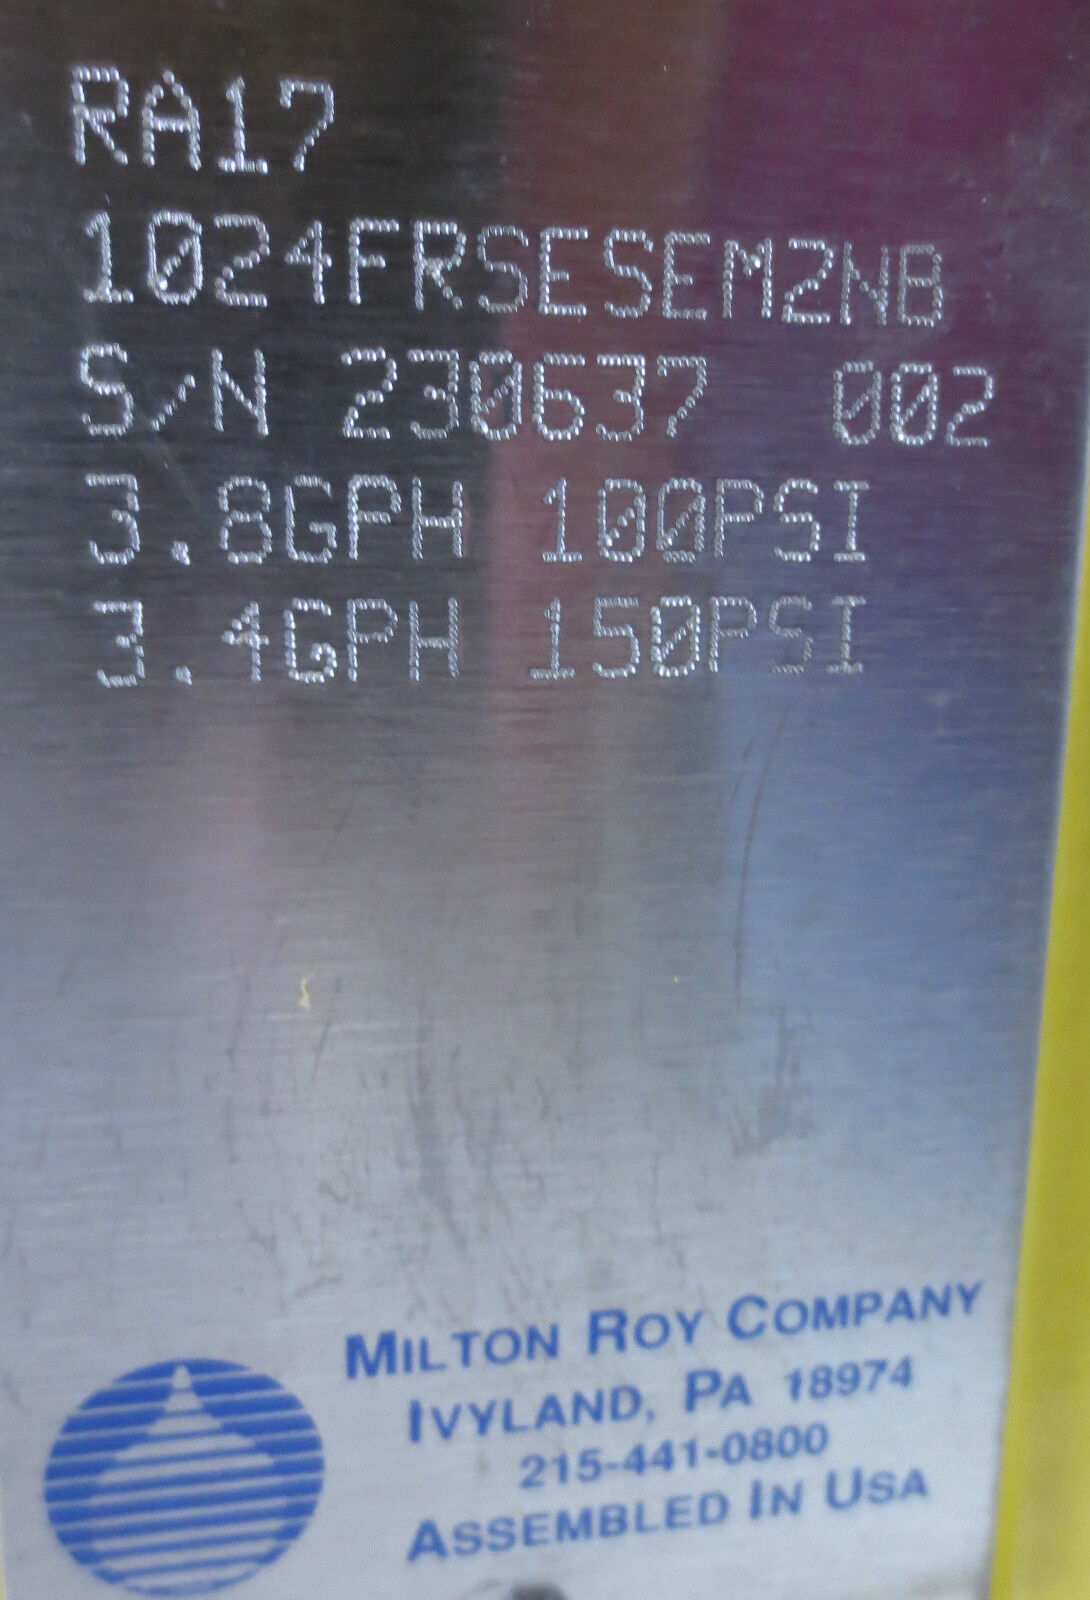 RA17
1024FRSESEM2NB
S/N 230637 002
3.8GPH 100PSI
3.4GPH 150PSI
MILTON ROY COMPANY
IVYLAND, PA 18974
215-441-0800
ASSEMBLED IN USA